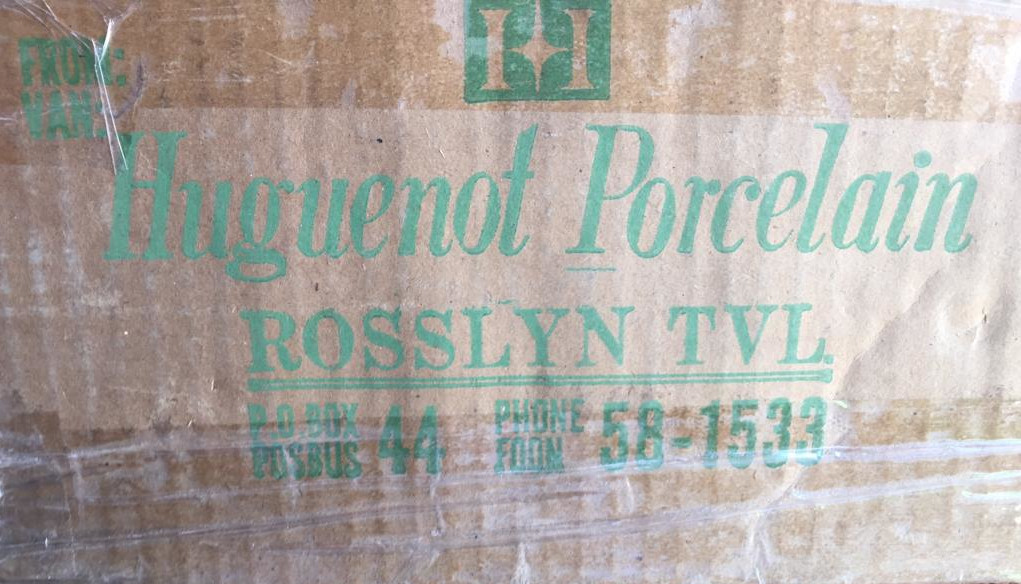 FROM:
VAN:
H
Huguenot Porcelain
ROSSLYN TVL.
P.O. BOX
POSBUS 44
PHONE
FOON 58-1533